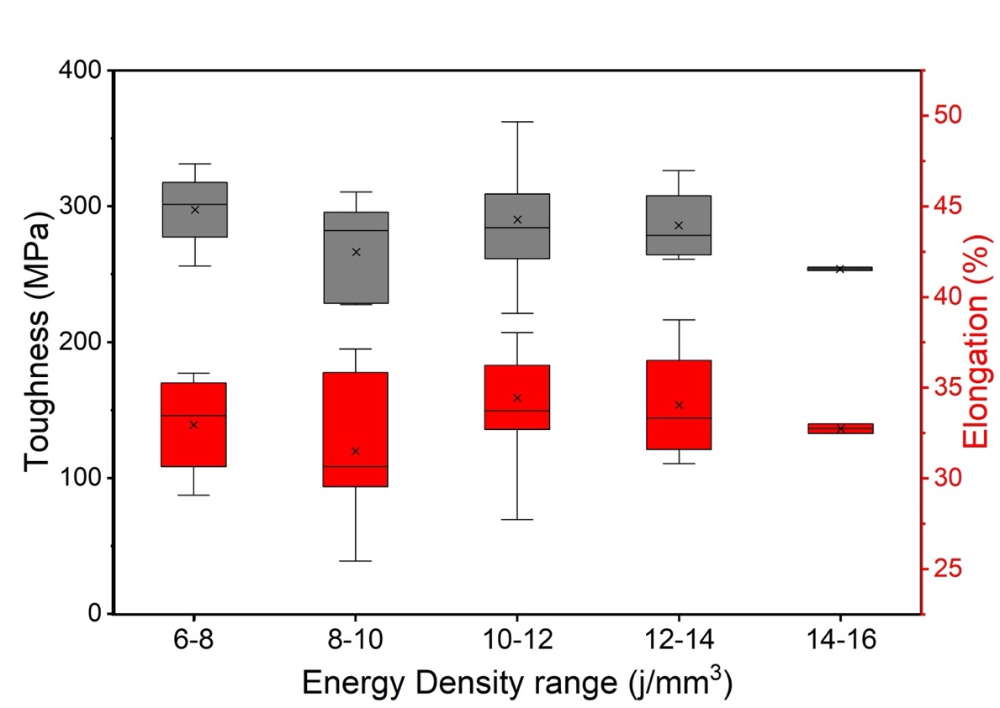 400
300
200
100
0
Toughness (MPa)
50
45
40
35
30
25
Elongation (%)
6-8 8-10 10-12 12-14 14-16
Energy Density range (j/mm³)